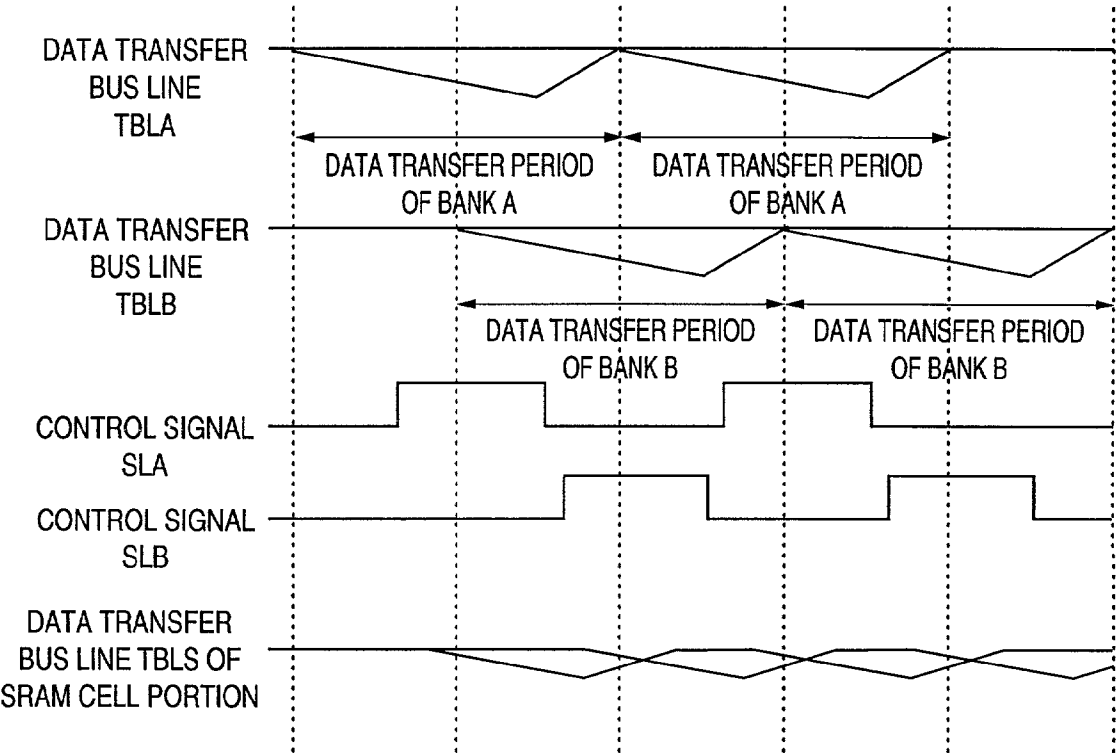 DATA TRANSFER
BUS LINE
TBLA
DATA TRANSFER PERIOD
OF BANK A
DATA TRANSFER PERIOD
OF BANK A
DATA TRANSFER
BUS LINE
TBLB
DATA TRANSFER PERIOD
OF BANK B
DATA TRANSFER PERIOD
OF BANK B
CONTROL SIGNAL
SLA
CONTROL SIGNAL
SLB
DATA TRANSFER
BUS LINE TBLS OF
SRAM CELL PORTION